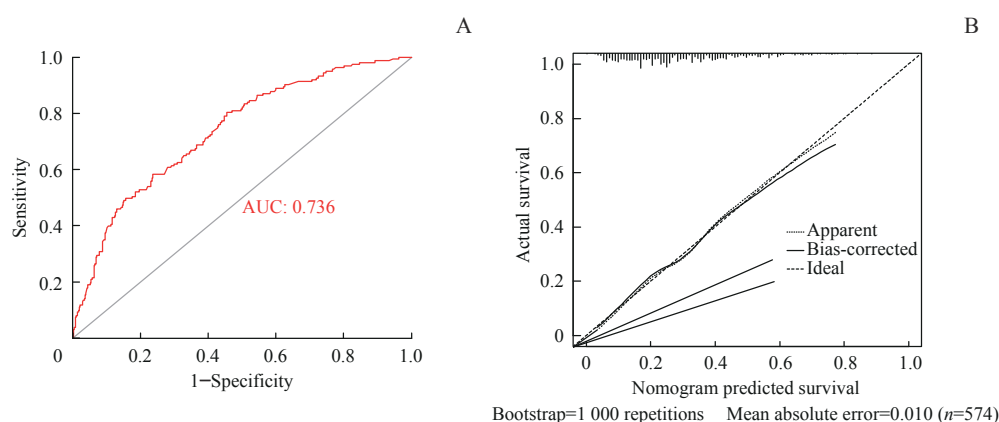 A
1.0
0.8
0.6
0.4
0.2
0
0.2
0.4
0.6
0.8
1.0
Sensitivity
1−Specificity
AUC: 0.736
B
1.0
0.8
0.6
0.4
0.2
0
0
0.2
0.4
0.6
0.8
1.0
Actual survival
Apparent
Bias-corrected
Ideal
Nomogram predicted survival
Bootstrap=1 000 repetitions Mean absolute error=0.010 (n=574)